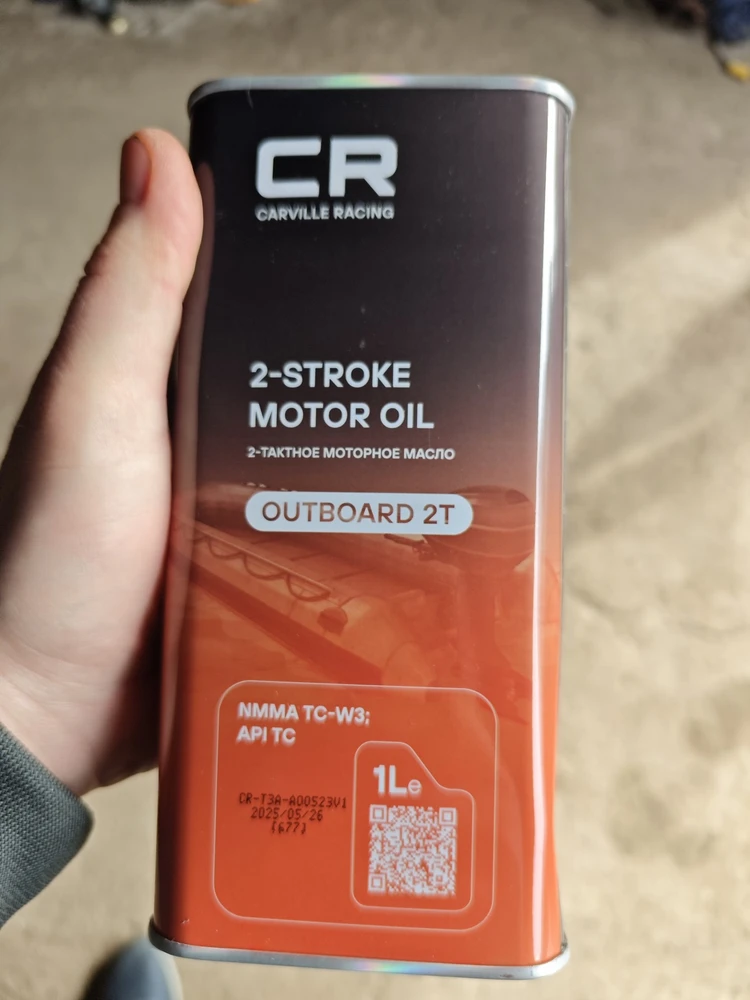 CR
CARVILLE RACING
2-STROKE
MOTOR OIL
2-ТАКТНОЕ МОТОРНОЕ МАСЛО
OUTBOARD 2T
NMMA TC-W3;
API TC
1L e
CR-T3A-A00523V1
2025/05/26
(677)